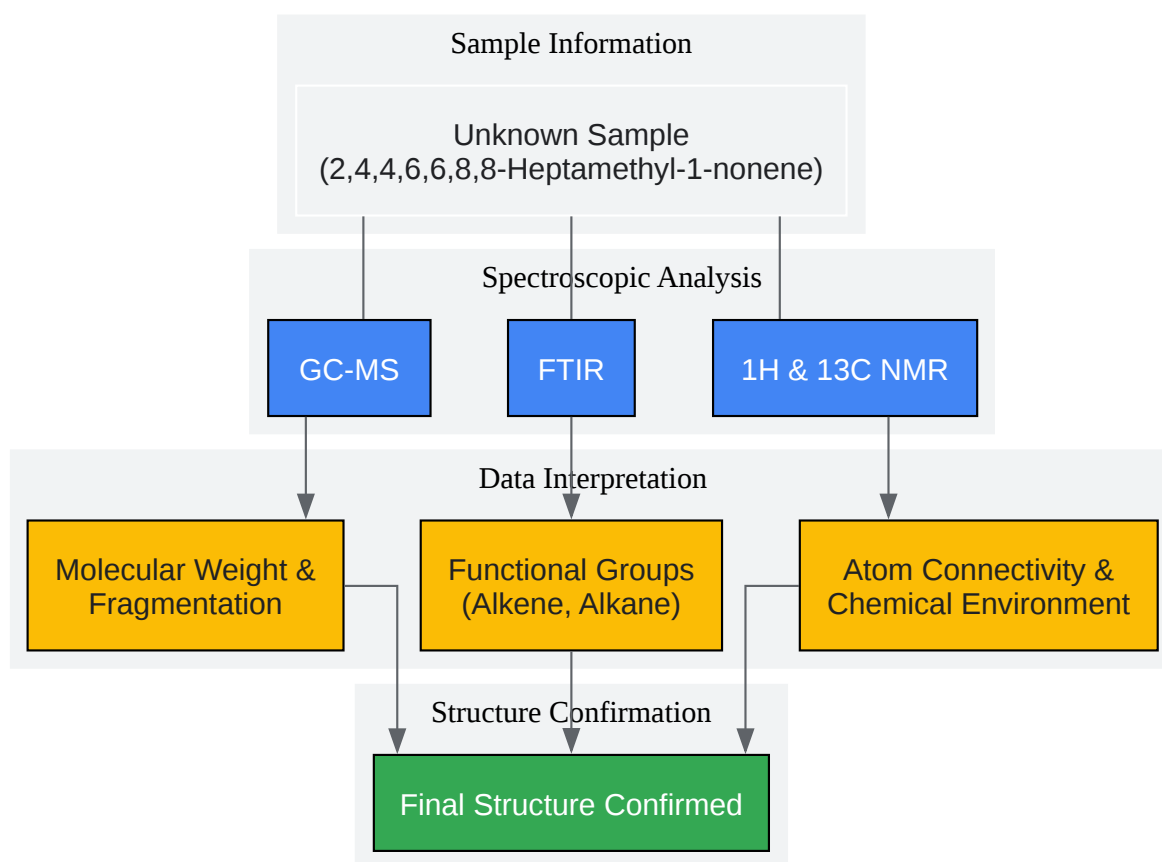 Sample Information
Unknown Sample
(2,4,4,6,6,8,8-Heptamethyl-1-nonene)
Spectroscopic Analysis
GC-MS
FTIR
1H & 13C NMR
Data Interpretation
Molecular Weight &
Fragmentation
Functional Groups
(Alkene, Alkane)
Atom Connectivity &
Chemical Environment
Structure Confirmation
Final Structure Confirmed